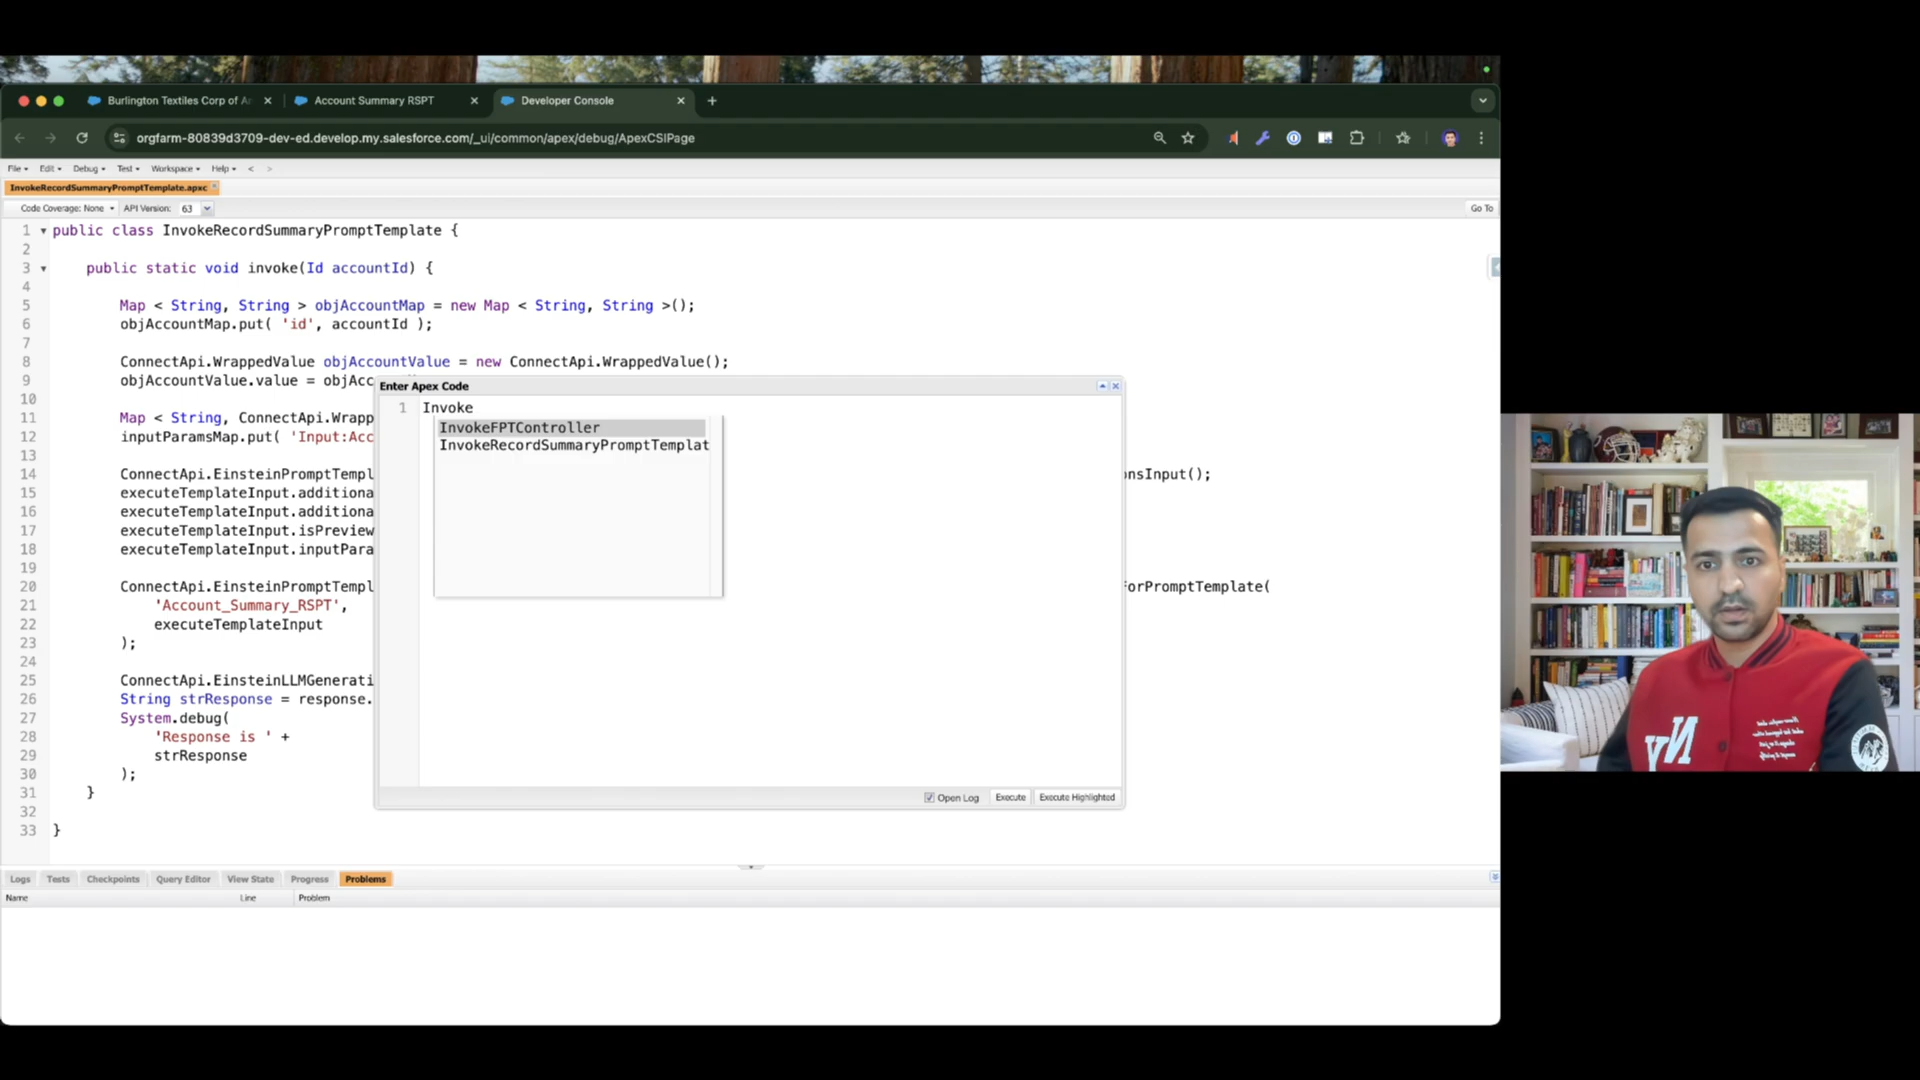 Burlington Textiles Corp of A
Account Summary RSPT
Developer Console
orgfarm-80839d3709-dev-ed.develop.my.salesforce.com/_ui/common/apex/debug/ApexCSIPage
File Edit Debug Test Workspace Help < >
InvokeRecordSummaryPromptTemplate.apxc
Code Coverage: None API Version: 63 Go To
1 public class InvokeRecordSummaryPromptTemplate {
2
3 public static void invoke(Id accountId) {
4
5 Map < String, String > objAccountMap = new Map < String, String >();
6 objAccountMap.put( 'id', accountId );
7
8 ConnectApi.WrappedValue objAccountValue = new ConnectApi.WrappedValue();
9 objAccountValue.value = objAcc
10
11 Map < String, ConnectApi.Wrapp
12 inputParamsMap.put( 'Input:Acc
13
14 ConnectApi.EinsteinPromptTempl nsInput();
15 executeTemplateInput.additiona
16 executeTemplateInput.additiona
17 executeTemplateInput.isPreview
18 executeTemplateInput.inputPara
19
20 ConnectApi.EinsteinPromptTempl orPromptTemplate(
21 'Account_Summary_RSPT',
22 executeTemplateInput
23 );
24
25 ConnectApi.EinsteinLLMGenerati
26 String strResponse = response.
27 System.debug(
28 'Response is ' +
29 strResponse
30 );
31 }
32
33 }
Enter Apex Code
1 Invoke
InvokeFPTController
InvokeRecordSummaryPromptTemplat
Open Log Execute Execute Highlighted
Logs Tests Checkpoints Query Editor View State Progress Problems
Name Line Problem